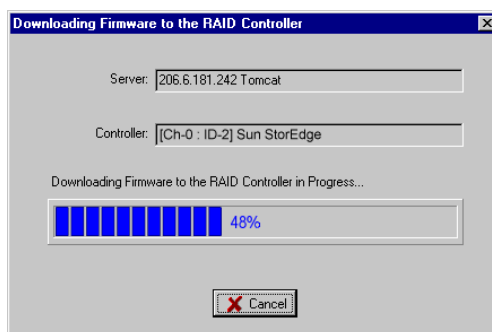 Downloading Firmware to the RAID Controller
Server: 206.6.181.242 Tomcat
Controller: [Ch-0 : ID-2] Sun StorEdge
Downloading Firmware to the RAID Controller in Progress...
48%
Cancel